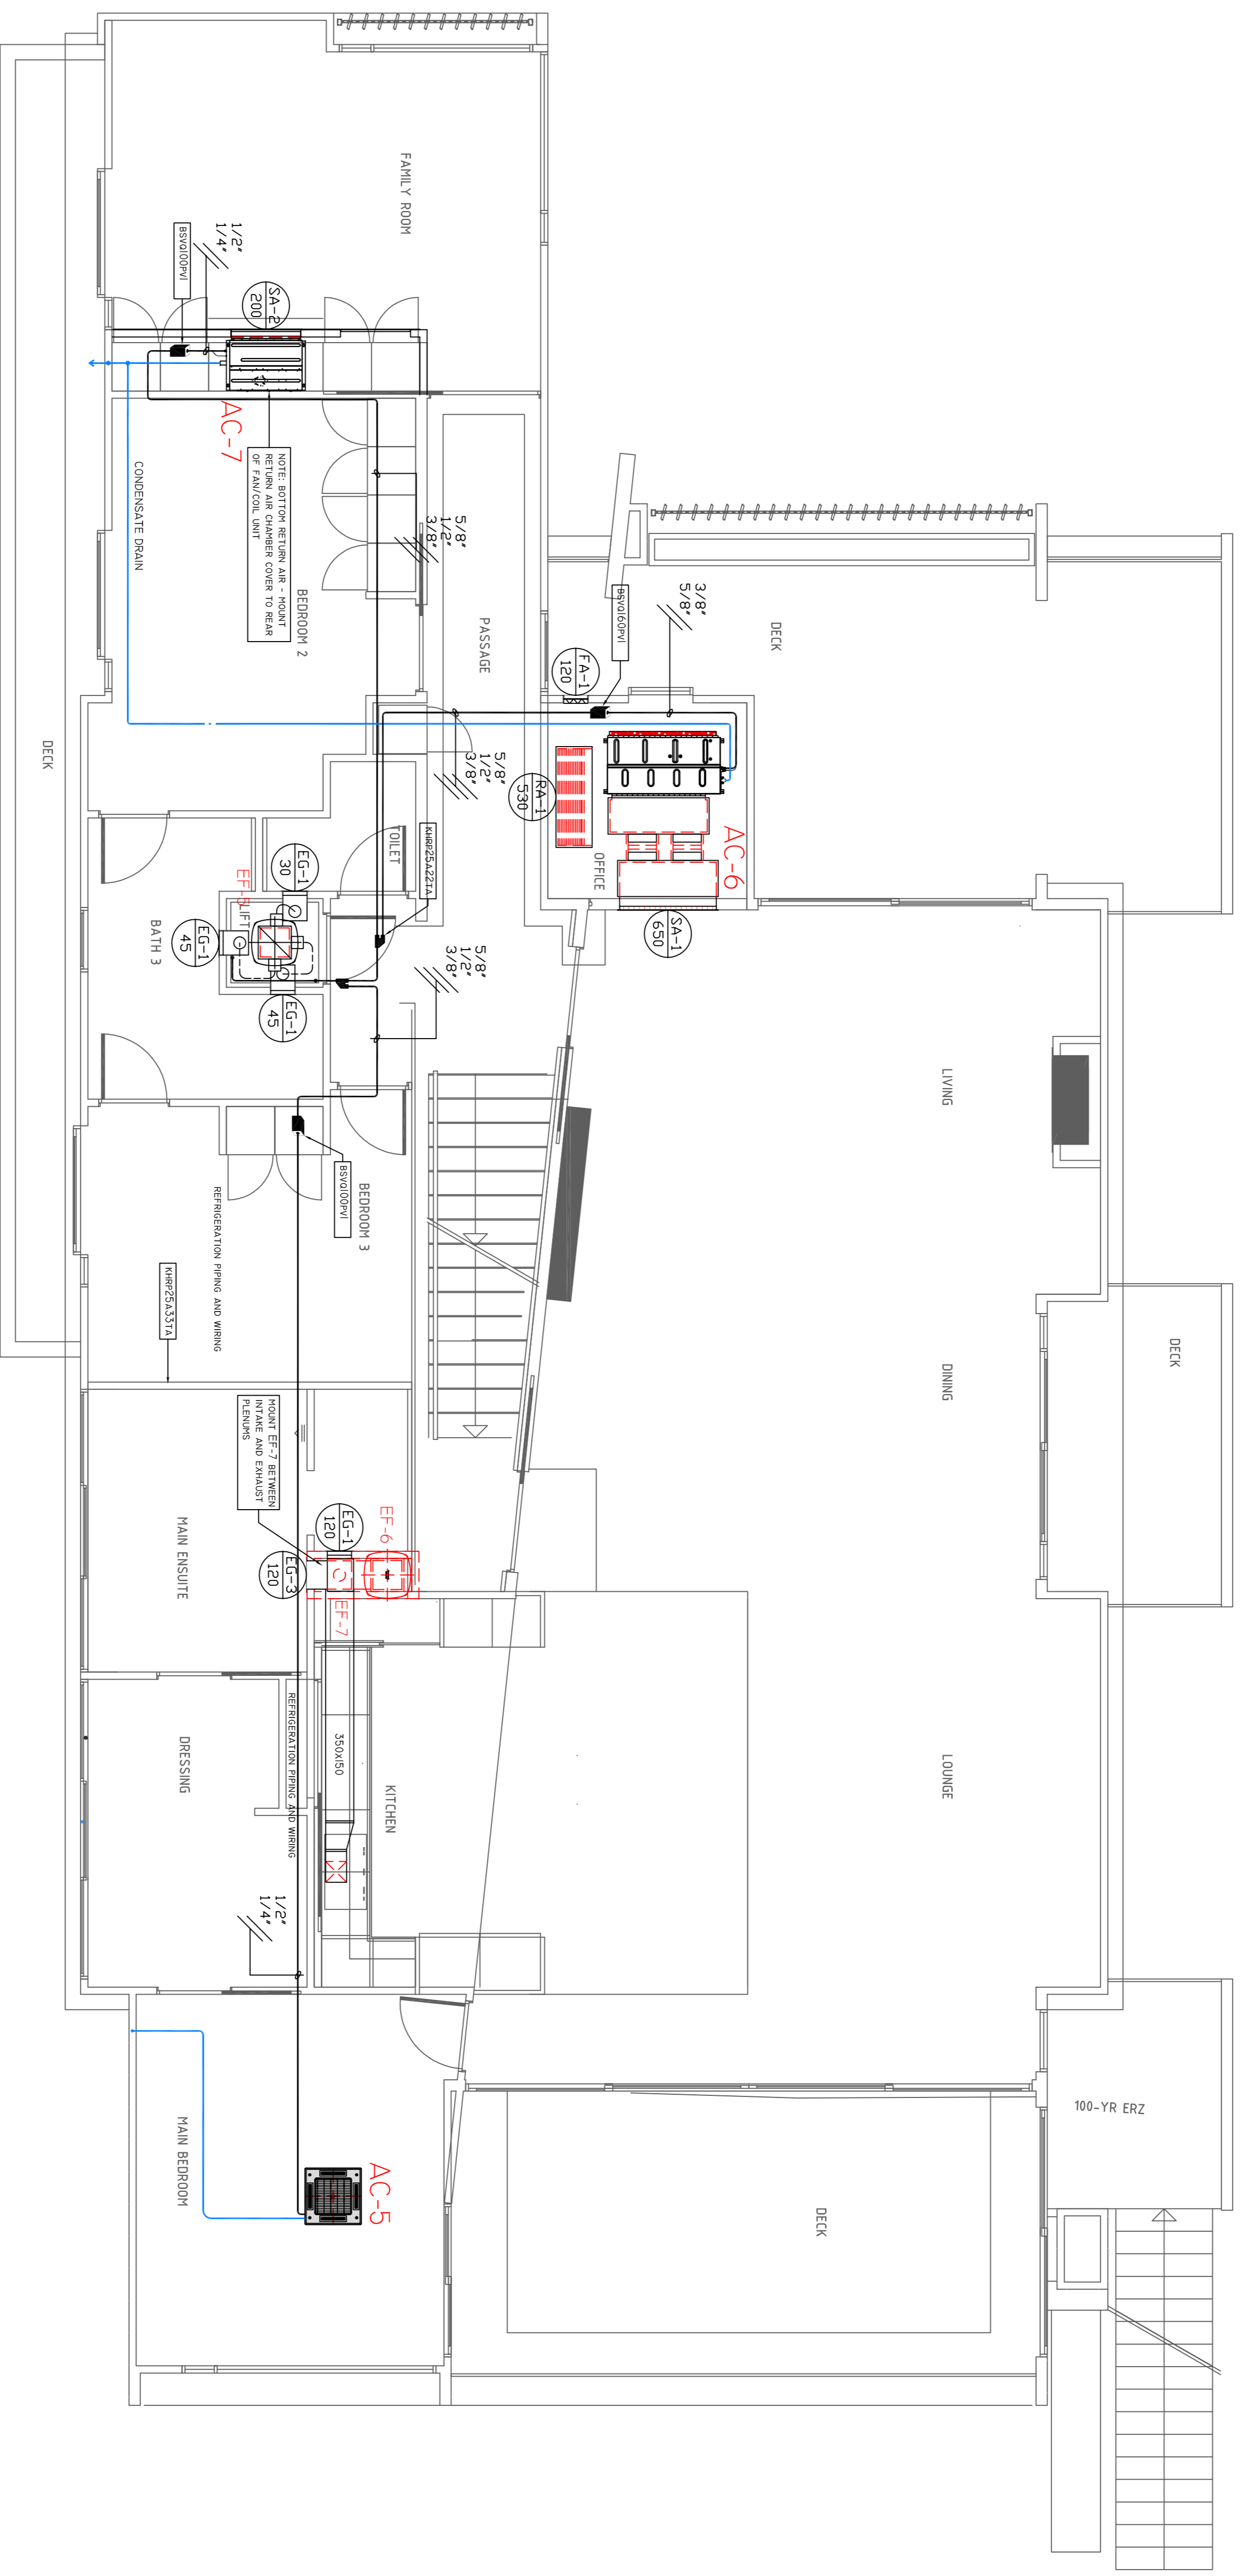 DECK
100-YR ERZ
DECK
LIVING
DINING
LOUNGE
DECK
3/8"
5/8"
BSVQ160PVI
FA-1
120
AC-6
SA-1
650
RA-1
530
OFFICE
FAMILY ROOM
PASSAGE
5/8"
1/2"
3/8"
5/8"
1/2"
3/8"
5/8"
1/2"
3/8"
TOILET
KHRP25A22TA
KITCHEN
350x150
AC-5
EF-6
EF-7
EG-1
120
EG-3
120
BEDROOM 3
BSVQ100PVI
BEDROOM 2
EG-1
30
EF-5
LIFT
EG-1
45
EG-1
45
REFRIGERATION PIPING AND WIRING
NOTE: BOTTOM RETURN AIR - MOUNT
RETURN AIR CHAMBER COVER TO REAR
OF FAN/COIL UNIT
SA-2
200
AC-7
1/2"
1/4"
BSVQ100PVI
MOUNT EF-7 BETWEEN
INTAKE AND EXHAUST
PLENUMS
1/2"
1/4"
REFRIGERATION PIPING AND WIRING
KHRP25A33TA
CONDENSATE DRAIN
BATH 3
MAIN ENSUITE
DRESSING
MAIN BEDROOM
DECK